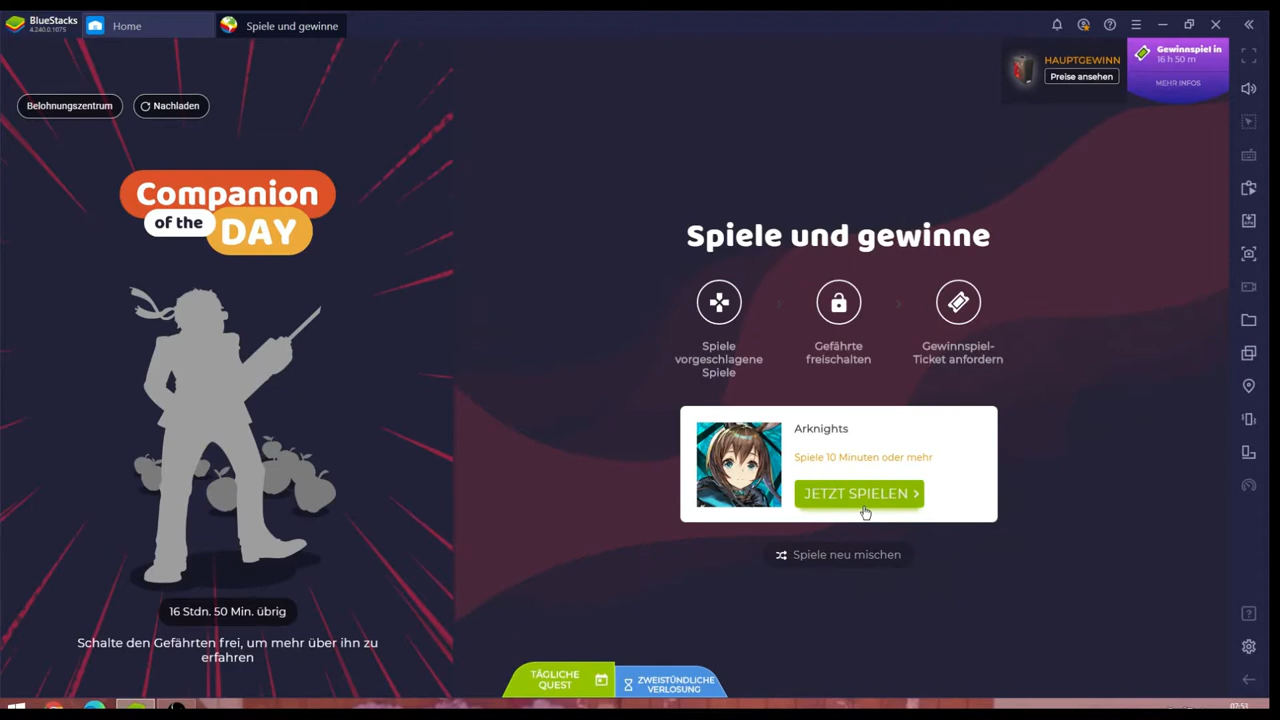 BlueStacks
4.240.0.1075
Home
Spiele und gewinne
HAUPTGEWINN
Preise ansehen
Gewinnspiel in
16 h 50 m
MEHR INFOS
Belohnungszentrum
Nachladen
Companion
of the
DAY
16 Stdn. 50 Min. übrig
Schalte den Gefährten frei, um mehr über ihn zu
erfahren
Spiele und gewinne
Spiele
vorgeschlagene
Spiele
Gefährte
freischalten
Gewinnspiel-
Ticket anfordern
Arknights
Spiele 10 Minuten oder mehr
JETZT SPIELEN
Spiele neu mischen
TÄGLICHE
QUEST
ZWEISTÜNDLICHE
VERLOSUNG
07:53